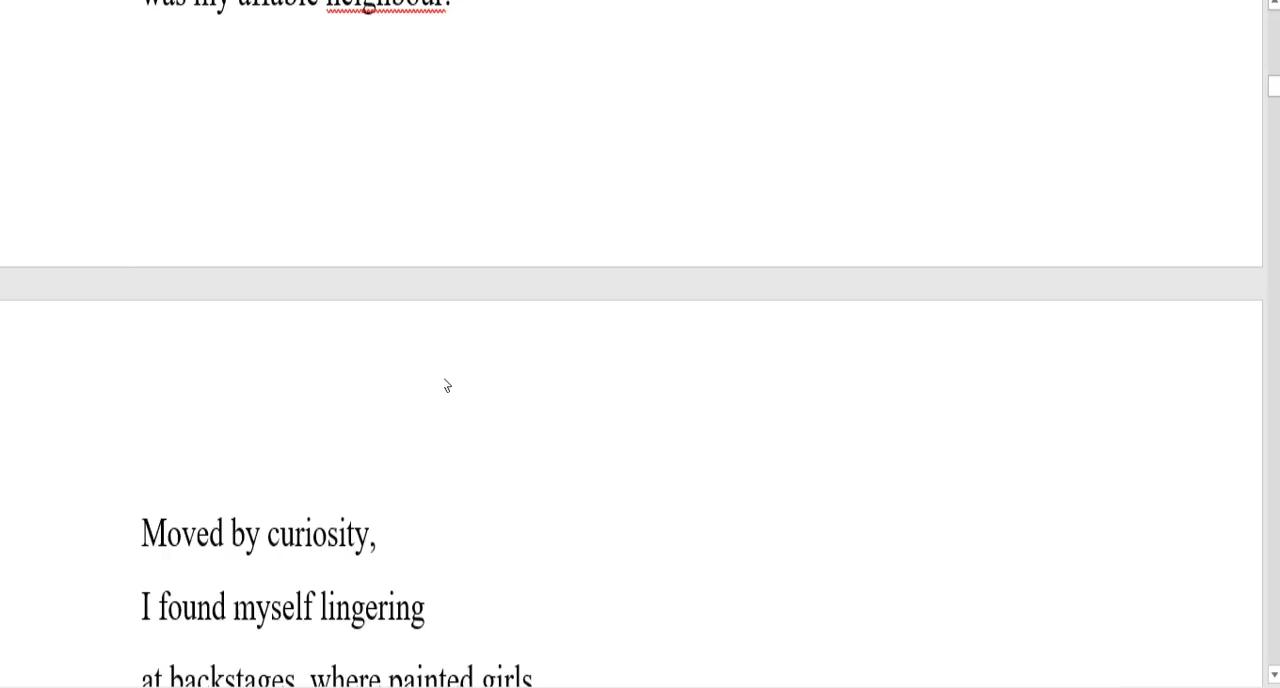 was my affable neighbour.
Moved by curiosity,
I found myself lingering
at backstages, where painted girls